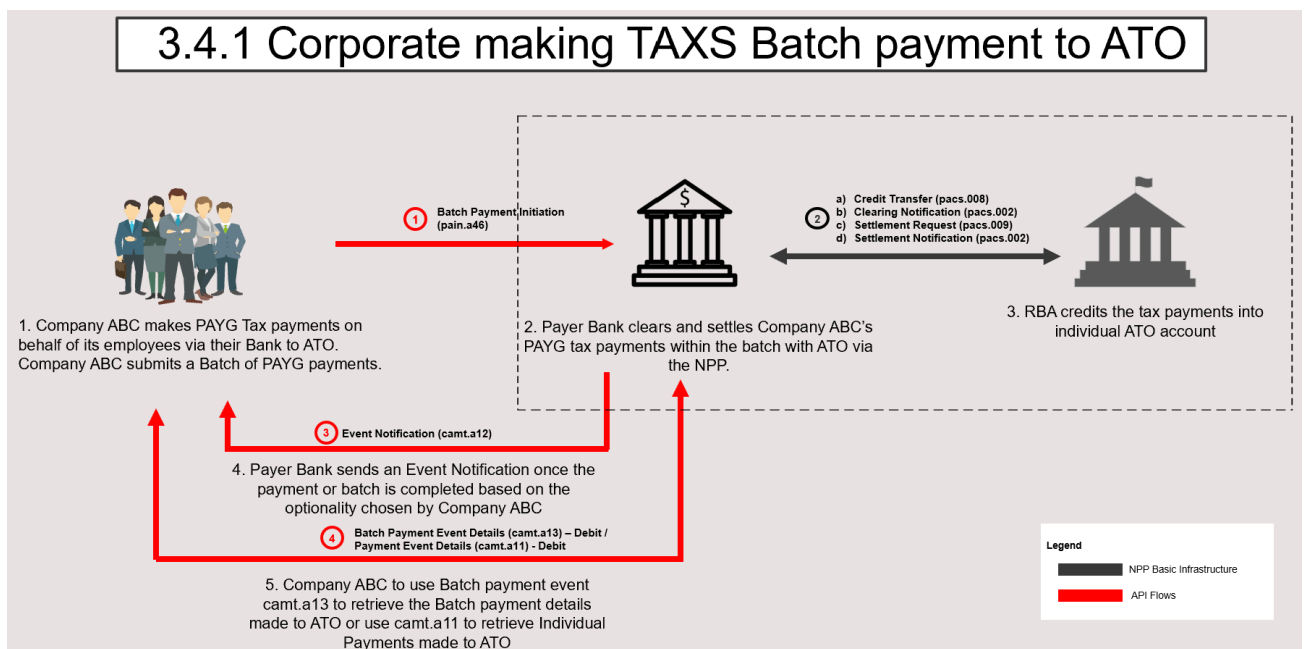 3.4.1 Corporate making TAXS Batch payment to ATO
1
Batch Payment Initiation
(pain.a46)
$
2
a) Credit Transfer (pacs.008)
b) Clearing Notification (pacs.002)
c) Settlement Request (pacs.009)
d) Settlement Notification (pacs.002)
1. Company ABC makes PAYG Tax payments on
behalf of its employees via their Bank to ATO.
Company ABC submits a Batch of PAYG payments.
2. Payer Bank clears and settles Company ABC’s
PAYG tax payments within the batch with ATO via
the NPP.
3. RBA credits the tax payments into
individual ATO account
3
Event Notification (camt.a12)
4. Payer Bank sends an Event Notification once the
payment or batch is completed based on the
optionality chosen by Company ABC
4
Batch Payment Event Details (camt.a13) – Debit /
Payment Event Details (camt.a11) - Debit
5. Company ABC to use Batch payment event
camt.a13 to retrieve the Batch payment details
made to ATO or use camt.a11 to retrieve Individual
Payments made to ATO
Legend
NPP Basic Infrastructure
API Flows